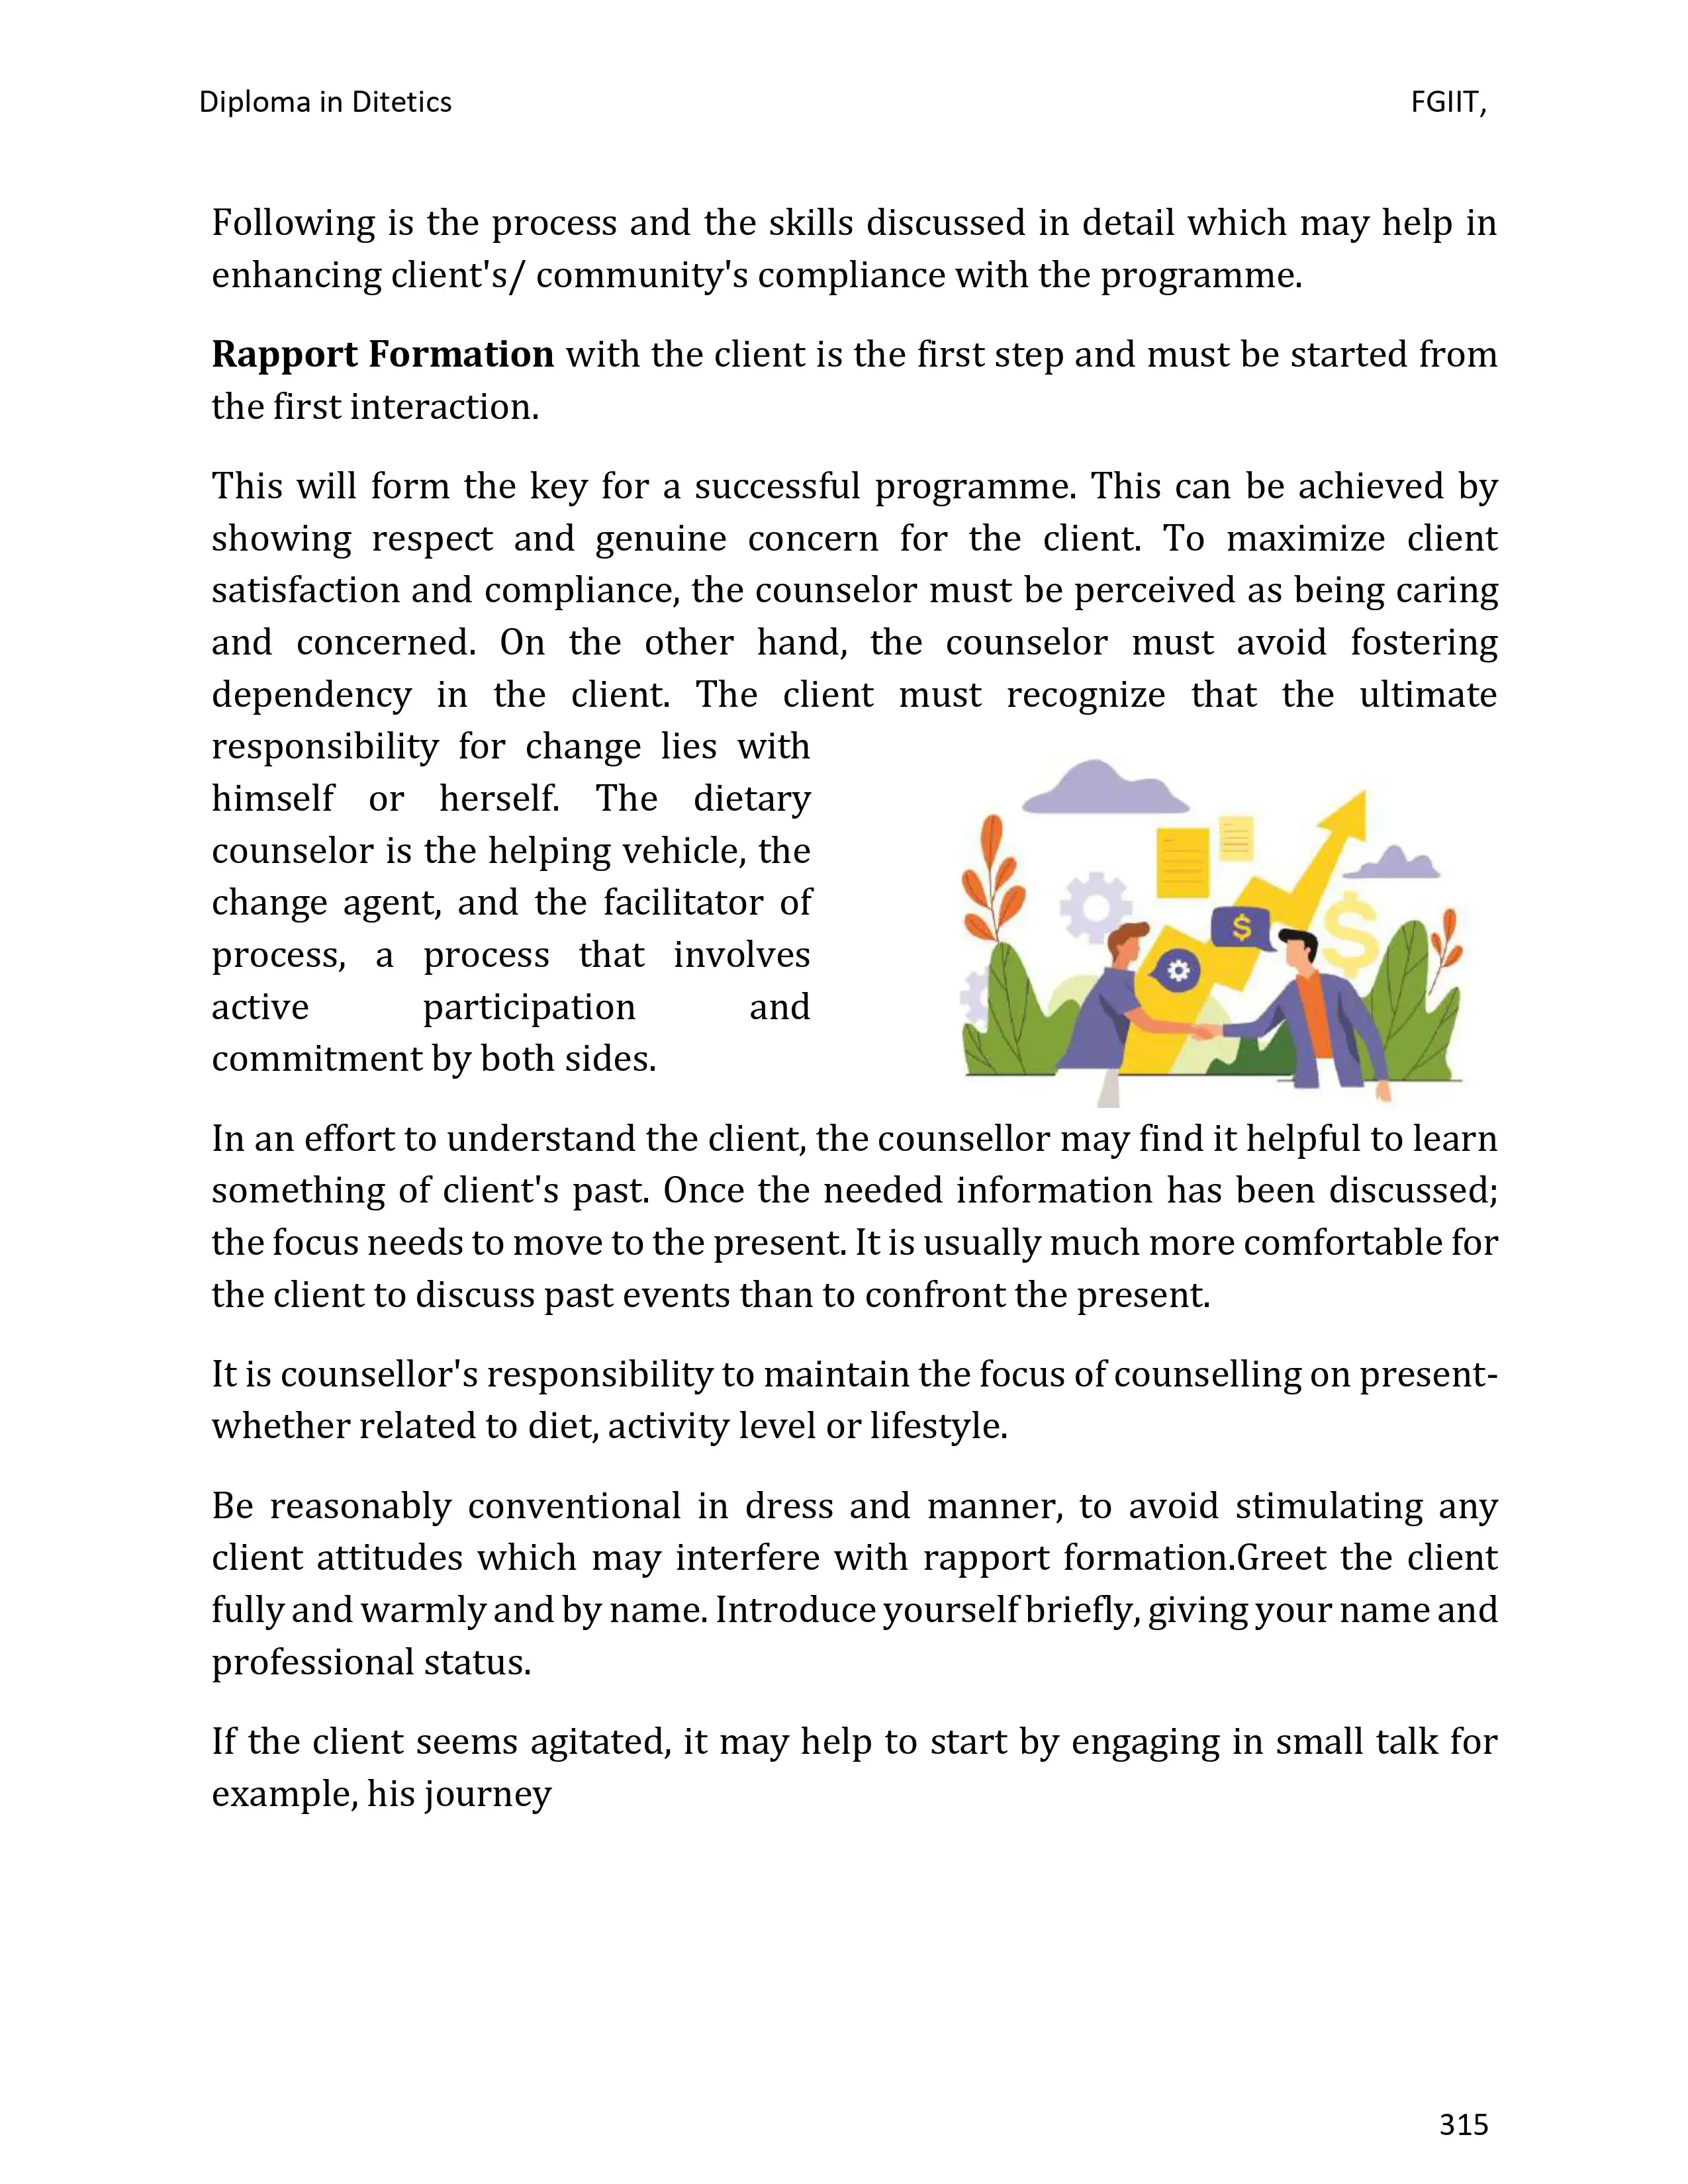 Diploma in Ditetics FGIIT,
Following is the process and the skills discussed in detail which may help in
enhancing client's/ community's compliance with the programme.
Rapport Formation with the client is the first step and must be started from
the first interaction.
This will form the key for a successful programme. This can be achieved by
showing respect and genuine concern for the client. To maximize client
satisfaction and compliance, the counselor must be perceived as being caring
and concerned. On the other hand, the counselor must avoid fostering
dependency in the client. The client must recognize that the ultimate
responsibility for change lies with
himself or herself. The dietary
counselor is the helping vehicle, the
change agent, and the facilitator of
process, a process that involves
active participation and
commitment by both sides.
$
$
In an effort to understand the client, the counsellor may find it helpful to learn
something of client's past. Once the needed information has been discussed;
the focus needs to move to the present. It is usually much more comfortable for
the client to discuss past events than to confront the present.
It is counsellor's responsibility to maintain the focus of counselling on present-
whether related to diet, activity level or lifestyle.
Be reasonably conventional in dress and manner, to avoid stimulating any
client attitudes which may interfere with rapport formation.Greet the client
fully and warmly and by name. Introduce yourself briefly, giving your name and
professional status.
If the client seems agitated, it may help to start by engaging in small talk for
example, his journey
315